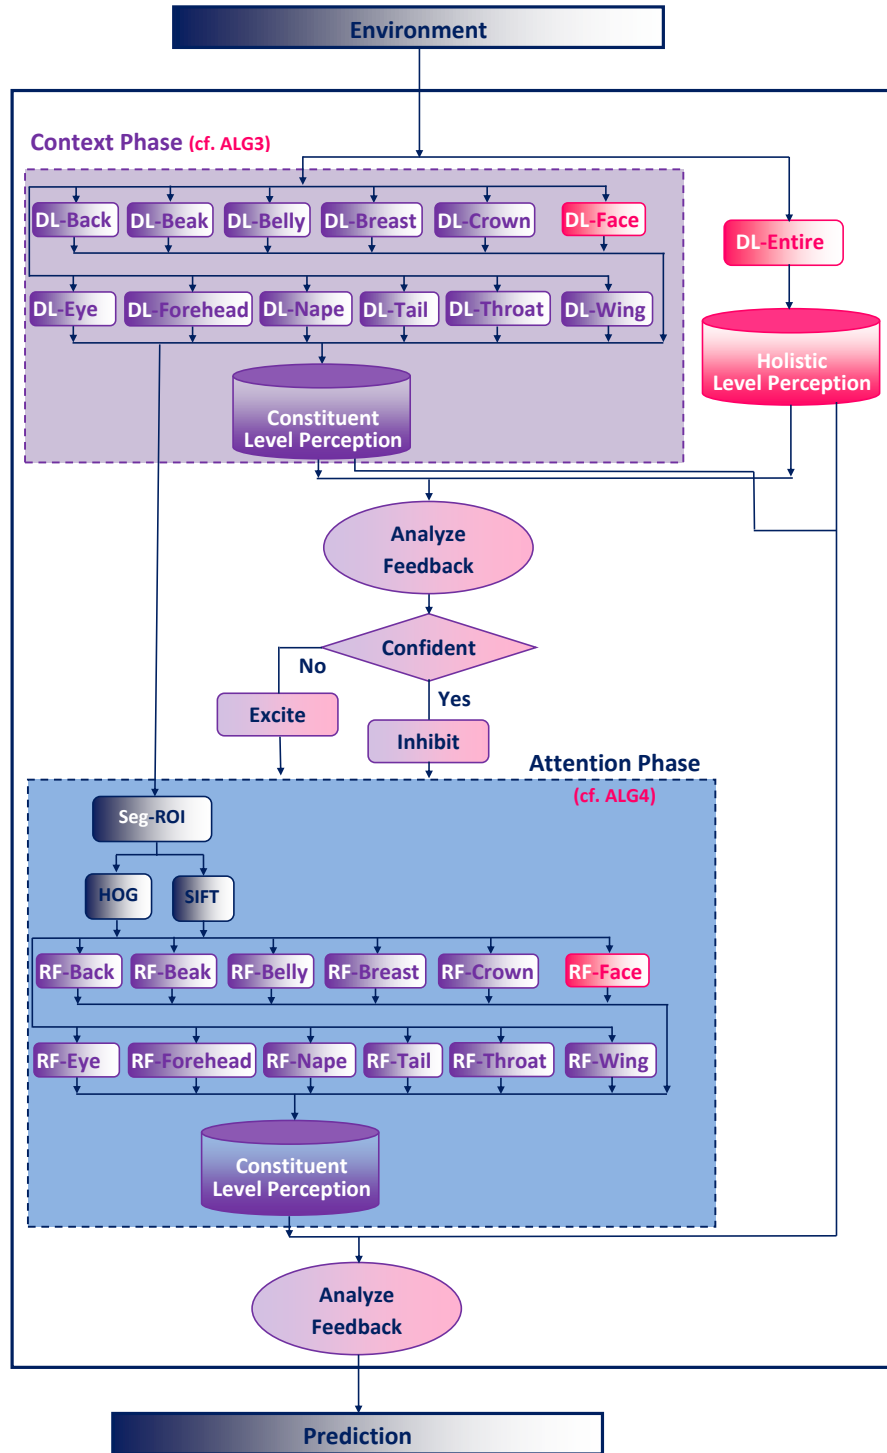 Environment
Context Phase (cf. ALG3)
DL-Back
DL-Beak
DL-Belly
DL-Breast
DL-Crown
DL-Face
DL-Entire
DL-Eye
DL-Forehead
DL-Nape
DL-Tail
DL-Throat
DL-Wing
Holistic
Level Perception
Constituent
Level Perception
Analyze
Feedback
Confident
No
Yes
Excite
Inhibit
Attention Phase
(cf. ALG4)
Seg-ROI
HOG
SIFT
RF-Back
RF-Beak
RF-Belly
RF-Breast
RF-Crown
RF-Face
RF-Eye
RF-Forehead
RF-Nape
RF-Tail
RF-Throat
RF-Wing
Constituent
Level Perception
Analyze
Feedback
Prediction